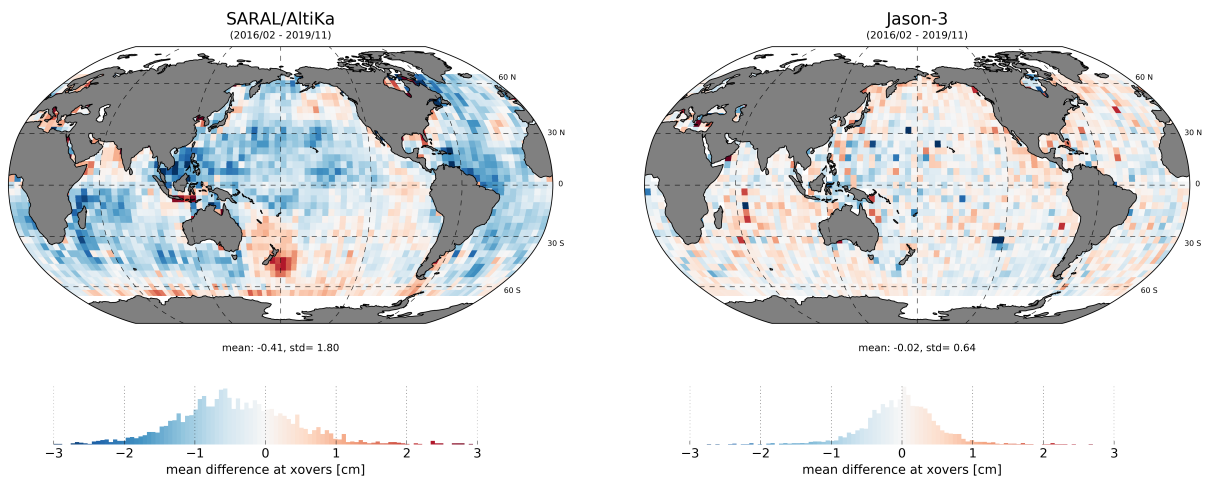 SARAL/AltiKa
(2016/02 - 2019/11)
60 N
30 N
0
30 S
60 S
mean: -0.41, std= 1.80
−3 −2 −1 0 1 2 3
mean difference at xovers [cm]
Jason-3
(2016/02 - 2019/11)
60 N
30 N
0
30 S
60 S
mean: -0.02, std= 0.64
−3 −2 −1 0 1 2 3
mean difference at xovers [cm]